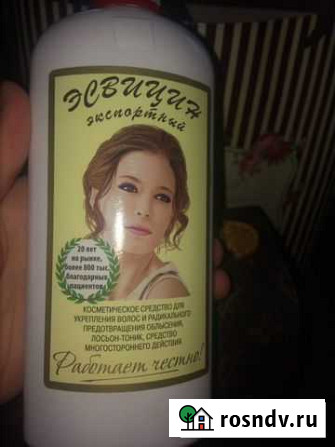 ЭСВИЦИН
экспортный
20 лет
на рынке,
более 800 тыс.
благодарных
пациентов
КОСМЕТИЧЕСКОЕ СРЕДСТВО ДЛЯ
УКРЕПЛЕНИЯ ВОЛОС И РАДИКАЛЬНОГО
ПРЕДОТВРАЩЕНИЯ ОБЛЫСЕНИЯ,
ЛОСЬОН-ТОНИК, СРЕДСТВО
МНОГОСТОРОННЕГО ДЕЙСТВИЯ
Работает честно!
rosndv.ru